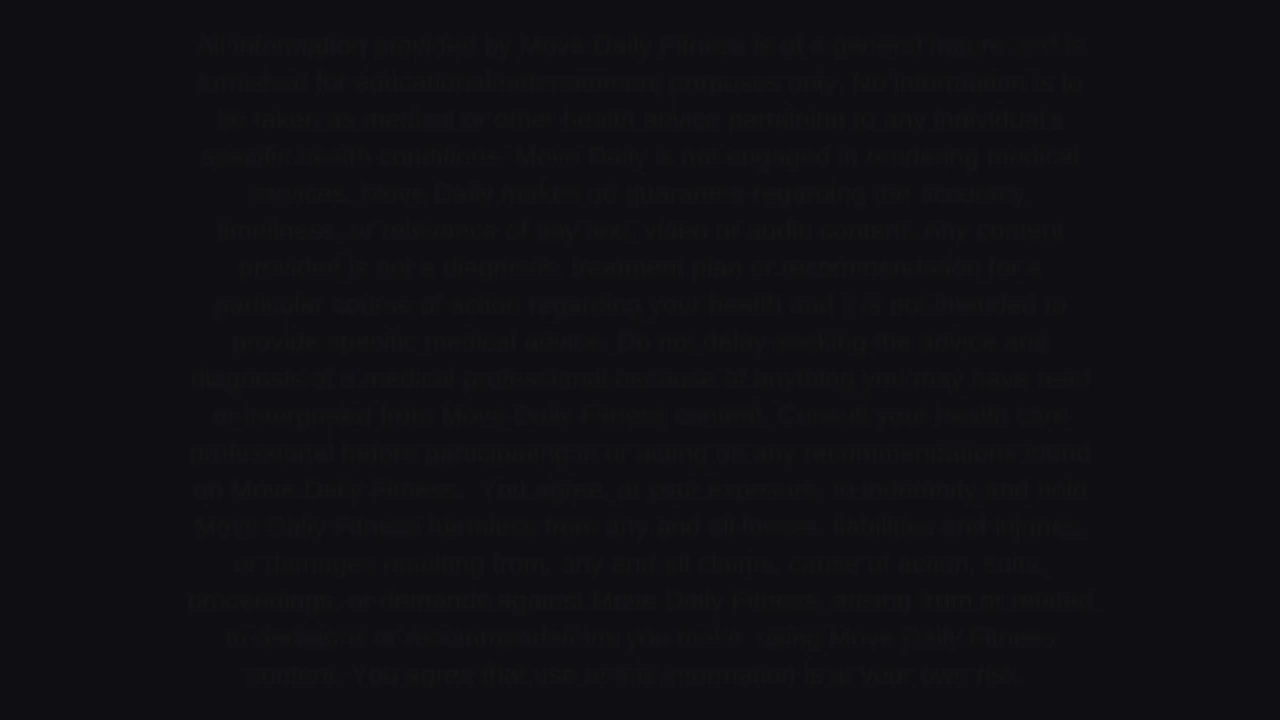 All information provided by Move Daily Fitness is of a general nature and is
furnished for educational/entertainment purposes only. No information is to
be taken as medical or other health advice pertaining to any individual's
specific health conditions. Move Daily is not engaged in rendering medical
services. Move Daily makes no guarantee regarding the accuracy,
timeliness, or relevance of any text, video or audio content. Any content
provided is not a diagnosis, treatment plan or recommendation for a
particular course of action regarding your health and it is not intended to
provide specific medical advice. Do not delay seeking the advice and
diagnosis of a medical professional because of anything you may have read
or interpreted from Move Daily Fitness content. Consult your health care
professional before participating in or acting on any recommendations found
on Move Daily Fitness. You agree, at your expense, to indemnify and hold
Move Daily Fitness harmless from any and all losses, liabilities and injuries,
or damages resulting from, any and all claims, cause of action, suits,
proceedings, or demands against Move Daily Fitness, arising from or related
to decisions or recommendations you make, using Move Daily Fitness
content. You agree that use of this information is at your own risk.